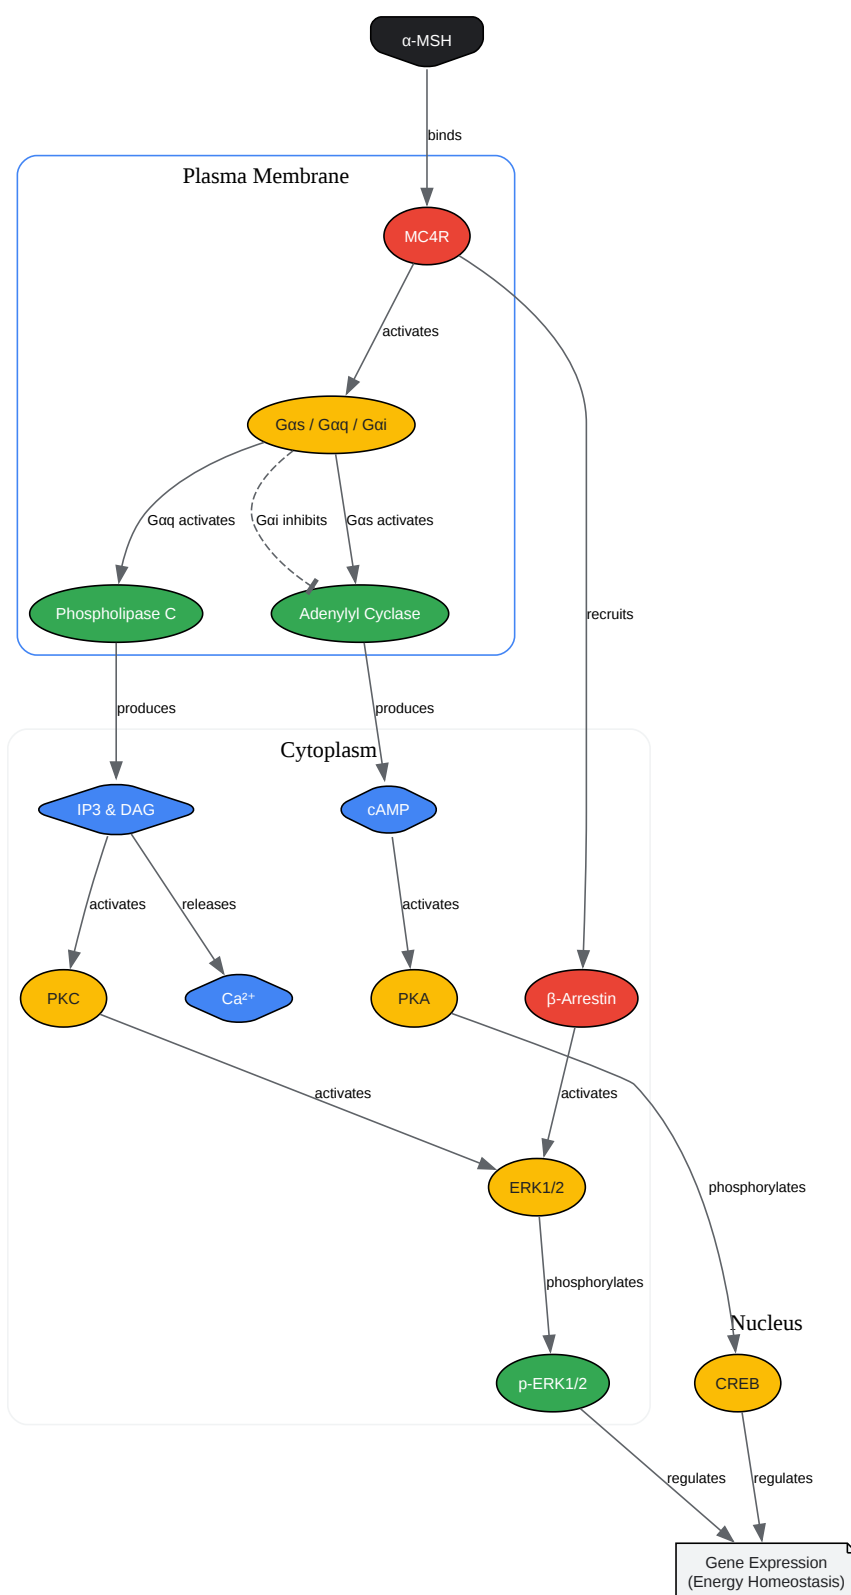 α-MSH
binds
Plasma Membrane
MC4R
activates
Gαs / Gαq / Gαi
Gαq activates
Gαi inhibits
Gαs activates
Phospholipase C
Adenylyl Cyclase
recruits
produces
produces
Cytoplasm
IP3 & DAG
cAMP
activates
releases
activates
PKC
Ca²⁺
PKA
β-Arrestin
activates
activates
ERK1/2
phosphorylates
phosphorylates
Nucleus
p-ERK1/2
CREB
regulates
regulates
Gene Expression
(Energy Homeostasis)